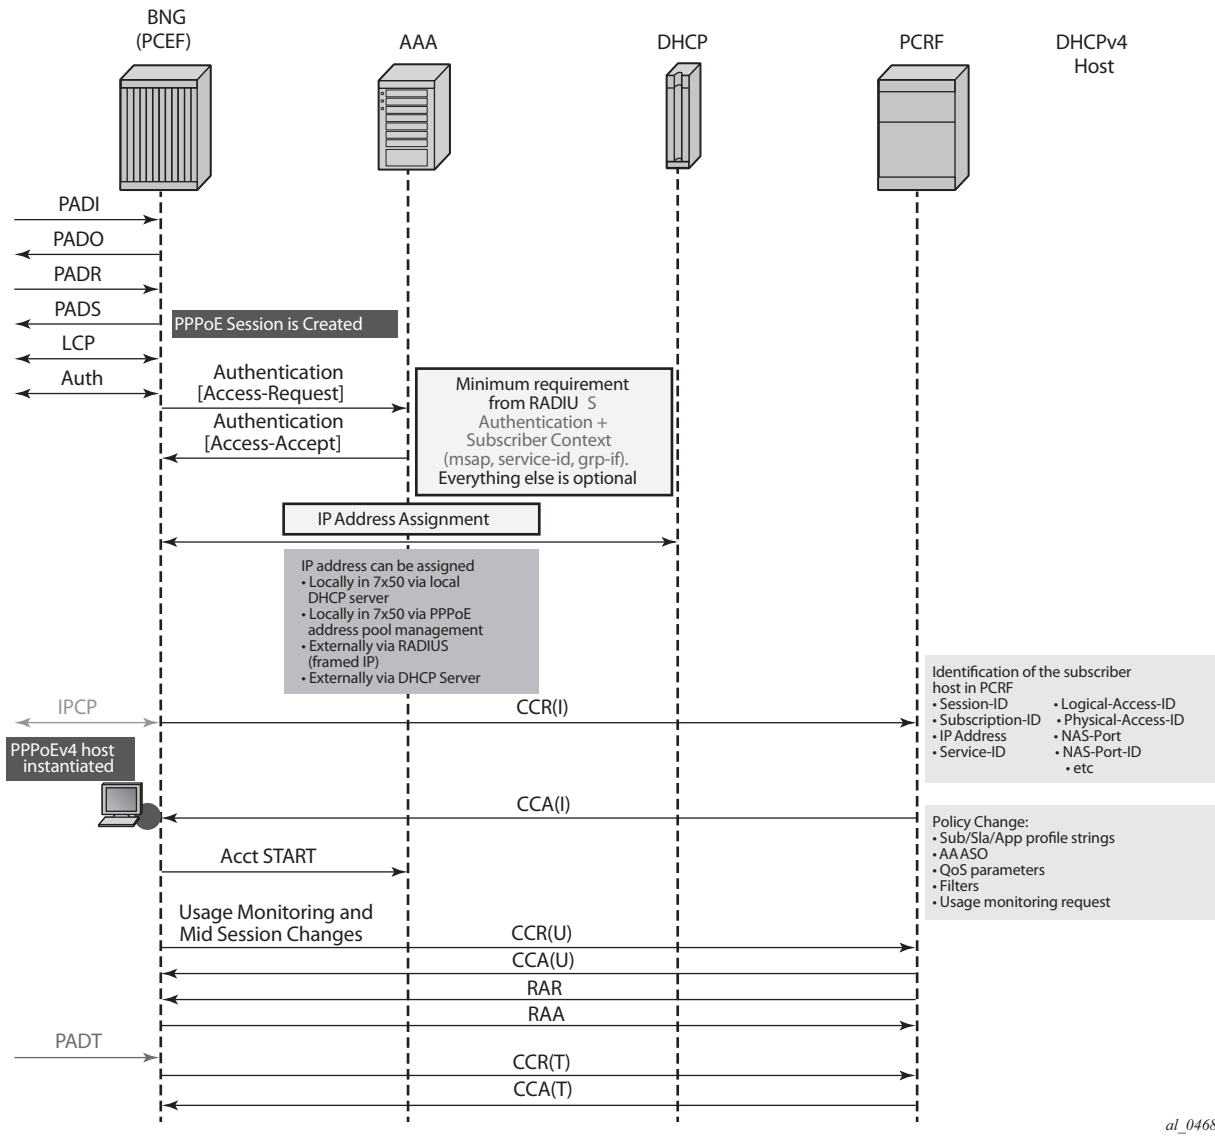 BNG
(PCEF)
AAA
DHCP
PCRF
DHCPv4
Host
PADI
PADO
PADR
PADS
PPPoE Session is Created
LCP
Auth
Authentication
[Access-Request]
Authentication
[Access-Accept]
Minimum requirement
from RADIU S
Authentication +
Subscriber Context
(msap, service-id, grp-if).
Everything else is optional
IP Address Assignment
IP address can be assigned
• Locally in 7x50 via local
DHCP server
• Locally in 7x50 via PPPoE
address pool management
• Externally via RADIUS
(framed IP)
• Externally via DHCP Server
Identification of the subscriber
host in PCRF
• Session-ID • Logical-Access-ID
• Subscription-ID • Physical-Access-ID
• IP Address • NAS-Port
• Service-ID • NAS-Port-ID
• etc
IPCP
CCR(I)
PPPoEv4 host
instantiated
CCA(I)
Policy Change:
• Sub/Sla/App profile strings
• AA ASO
• QoS parameters
• Filters
• Usage monitoring request
Acct START
Usage Monitoring and
Mid Session Changes
CCR(U)
CCA(U)
RAR
RAA
PADT
CCR(T)
CCA(T)
al_0468